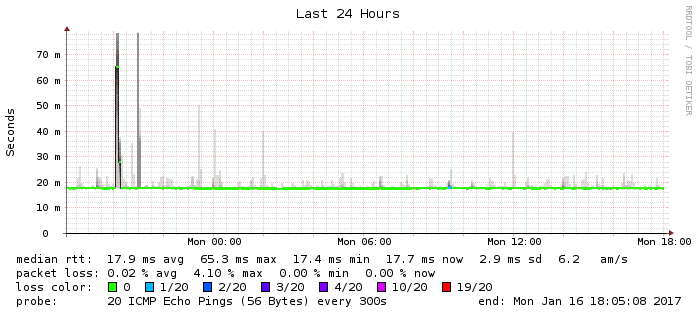 Last 24 Hours
RRDTOOL / TOBI OETIKER
Seconds
70 m
60 m
50 m
40 m
30 m
20 m
10 m
0
Mon 00:00 Mon 06:00 Mon 12:00 Mon 18:00
median rtt: 17.9 ms avg 65.3 ms max 17.4 ms min 17.7 ms now 2.9 ms sd 6.2 am/s
packet loss: 0.02 % avg 4.10 % max 0.00 % min 0.00 % now
loss color: 0 1/20 2/20 3/20 4/20 10/20 19/20
probe: 20 ICMP Echo Pings (56 Bytes) every 300s end: Mon Jan 16 18:05:08 2017